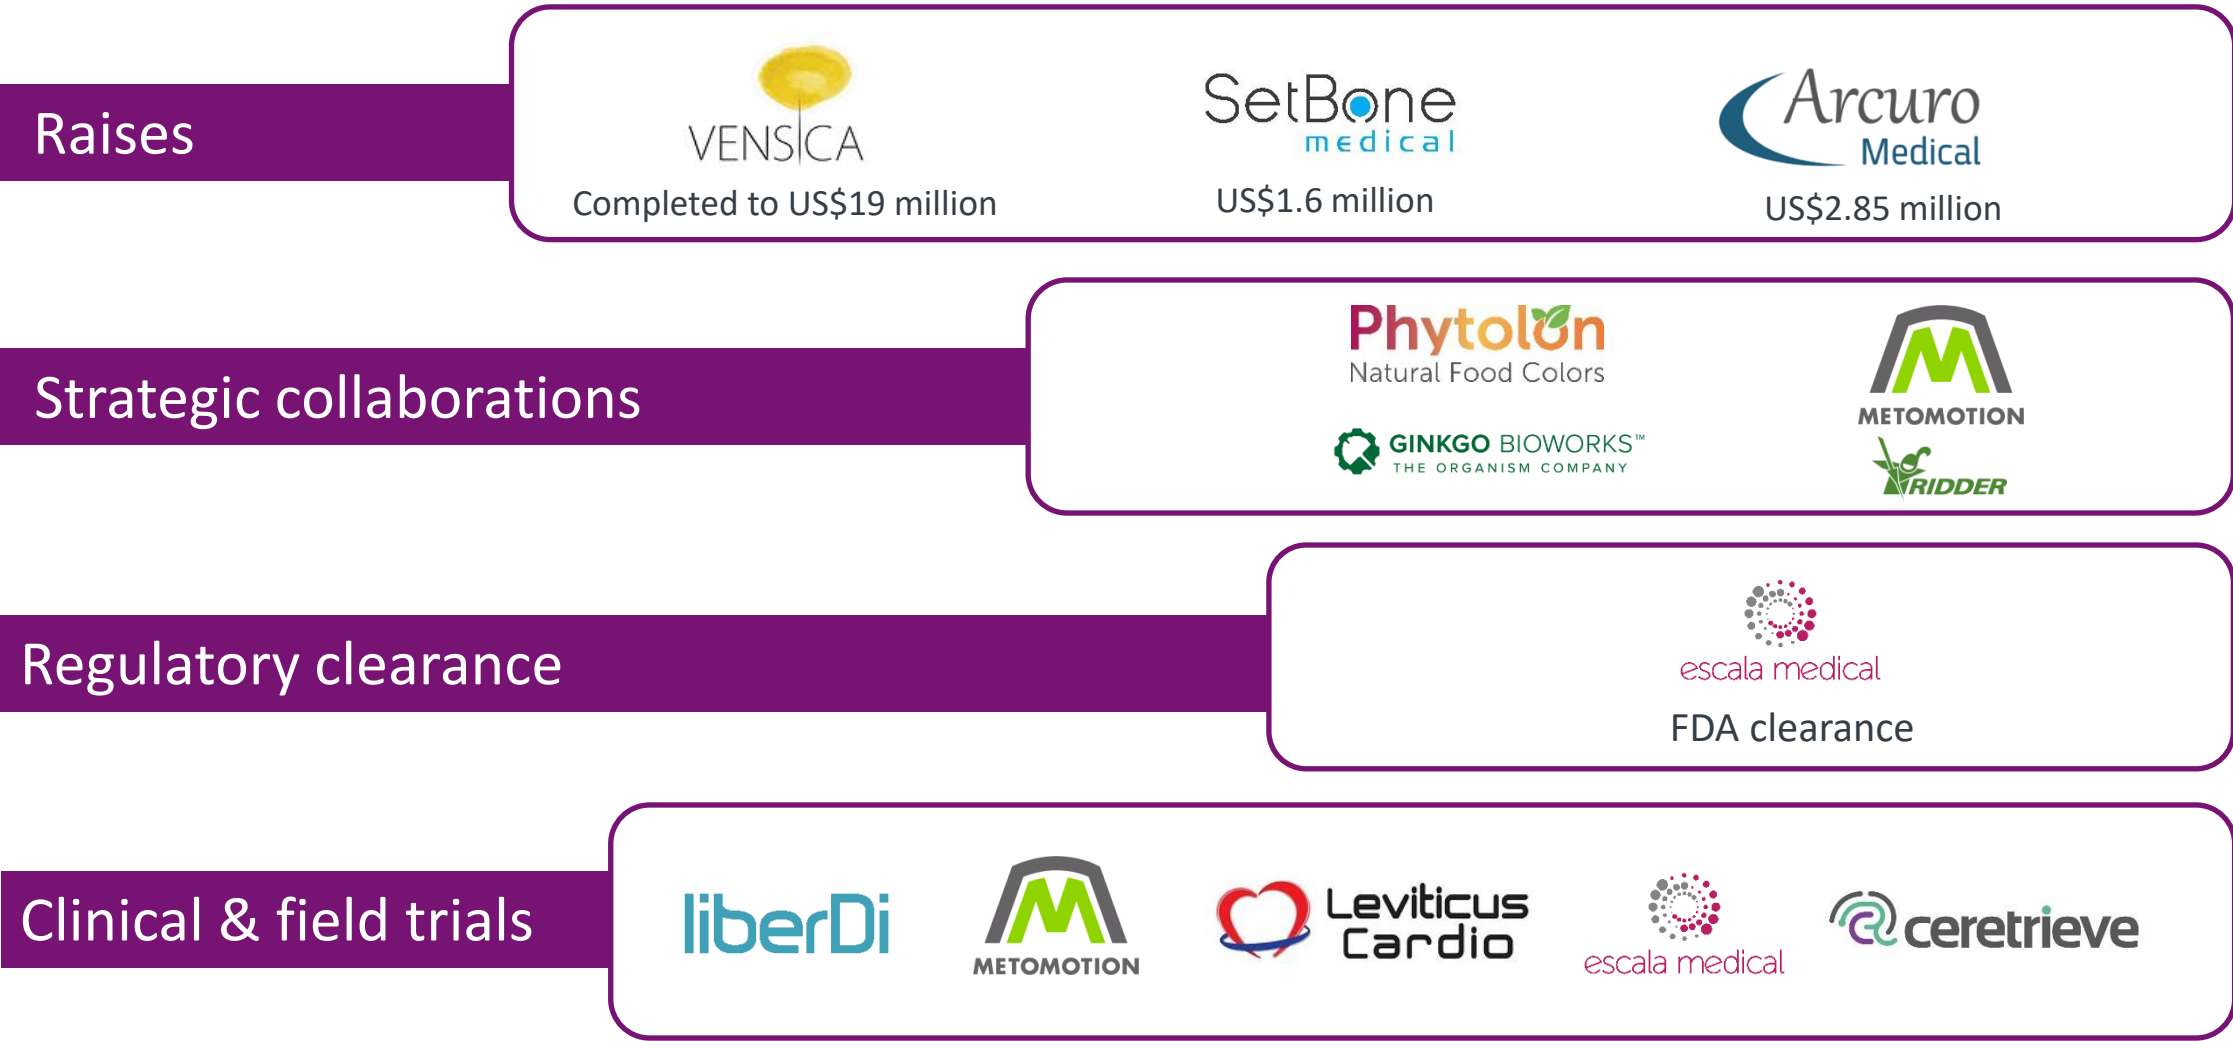 Raises
VENSICA
Completed to US$19 million
SetBone
medical
US$1.6 million
Arcuro
Medical
US$2.85 million
Strategic collaborations
Phytolon
Natural Food Colors
GINKGO BIOWORKS™
THE ORGANISM COMPANY
METOMOTION
RIDDER
Regulatory clearance
escala medical
FDA clearance
Clinical & field trials
liberDi
METOMOTION
Leviticus
Cardio
escala medical
ceretrieve